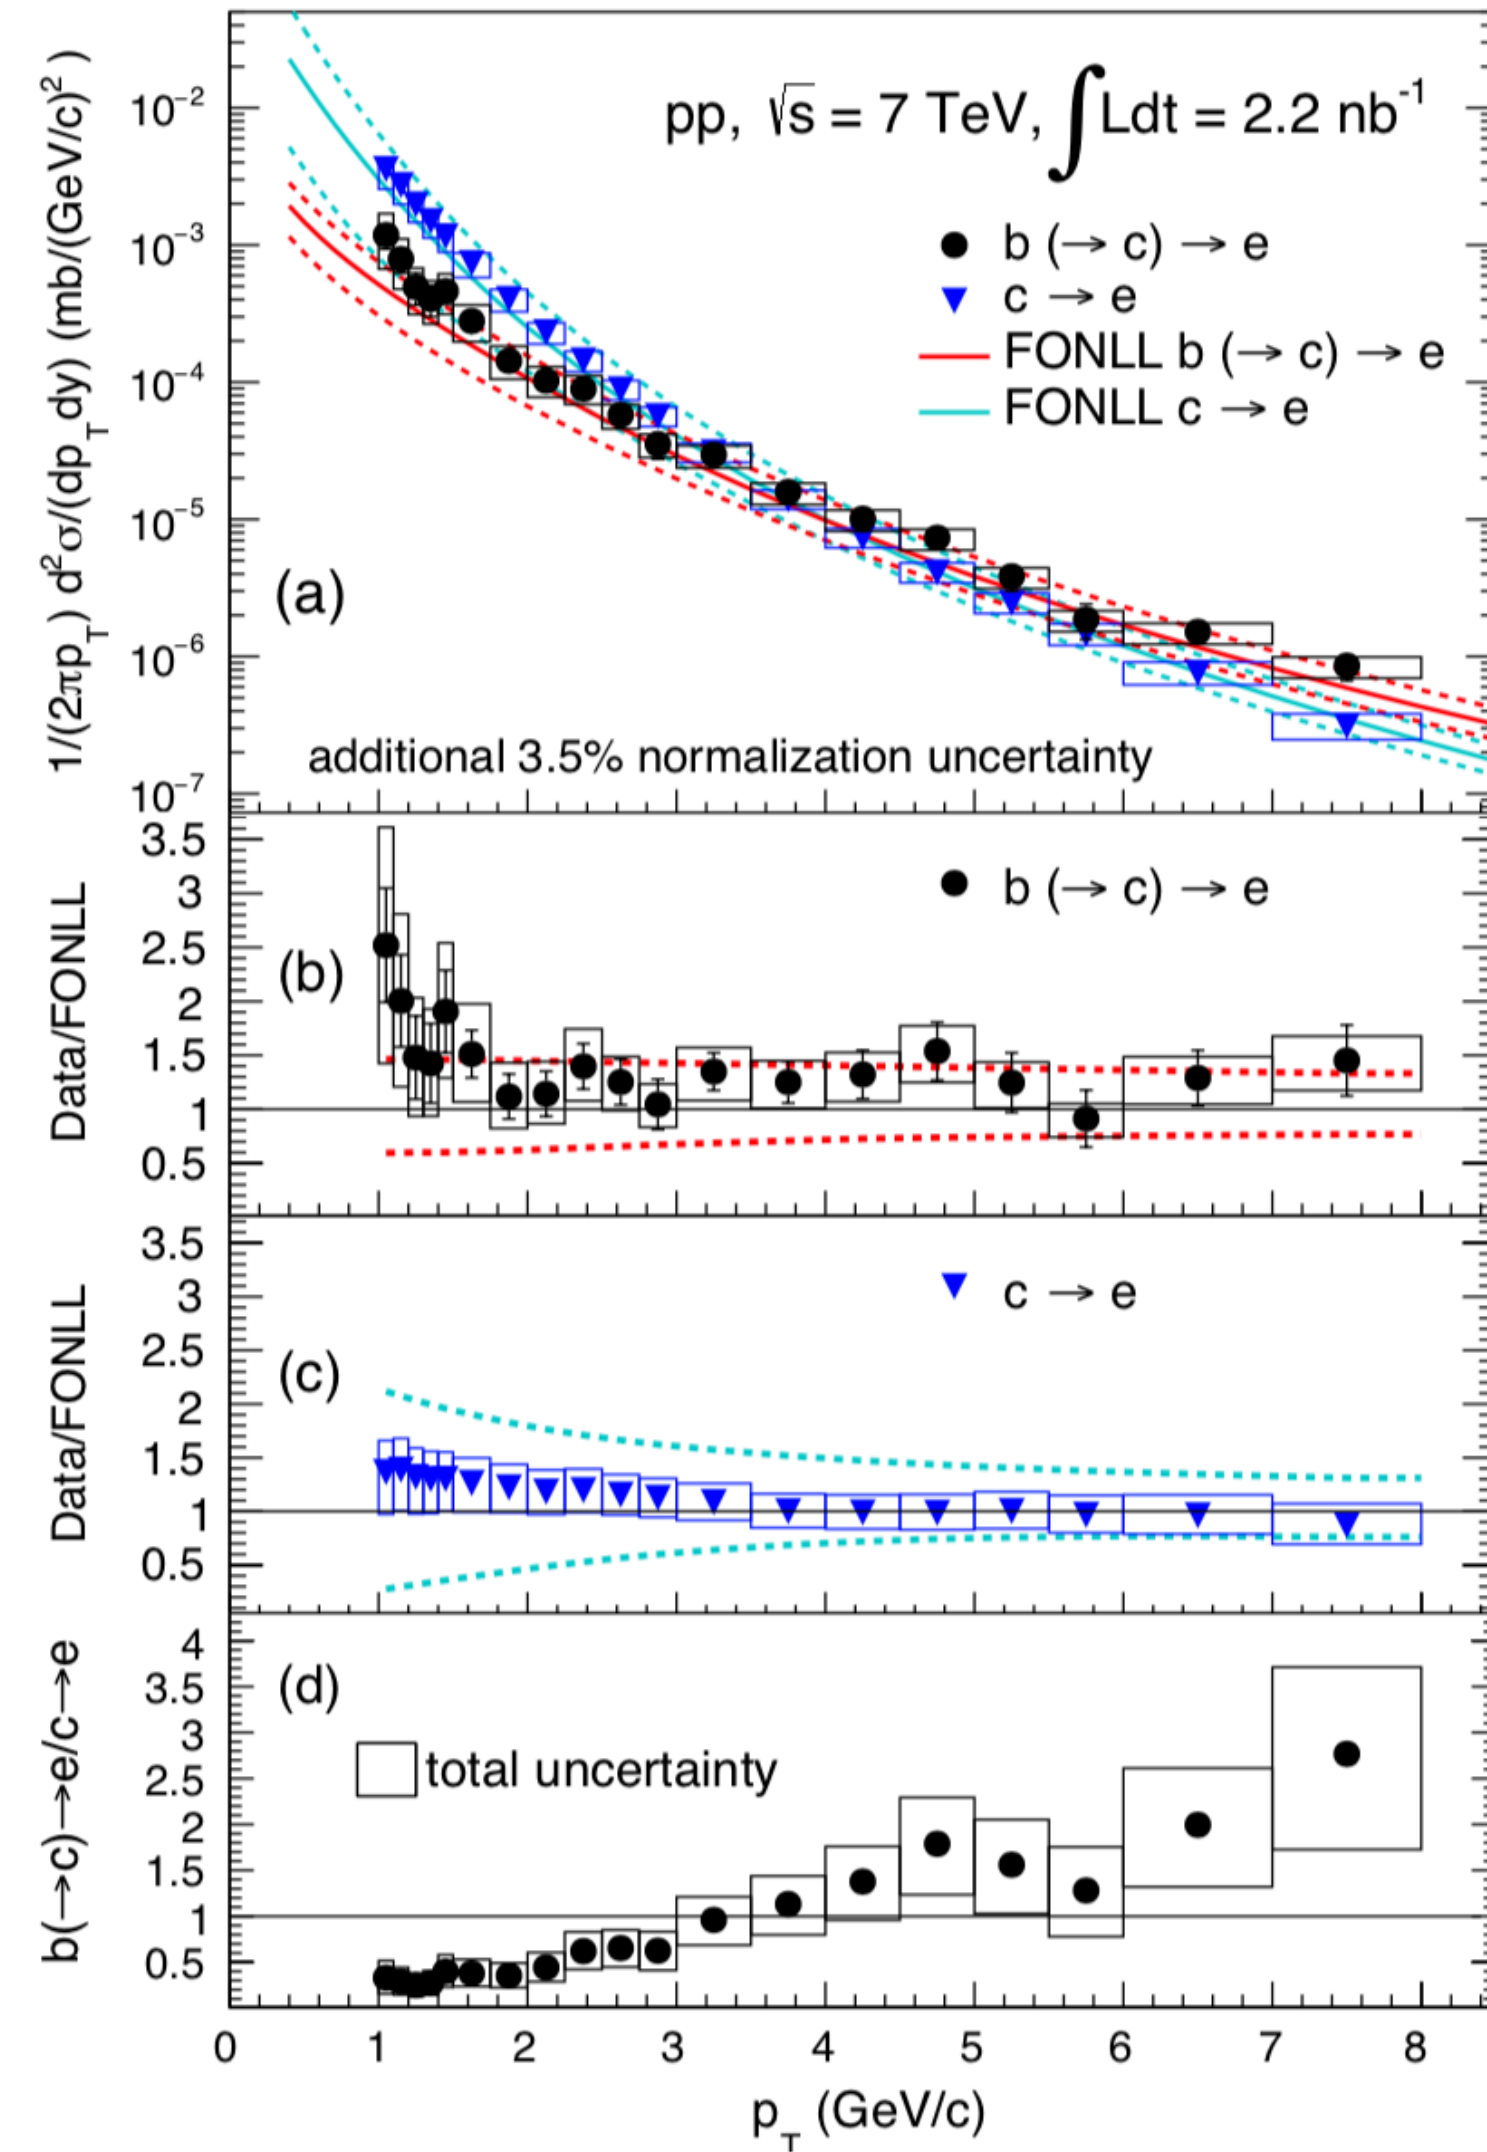 1/(2πp_T) d²σ/(dp_T dy) (mb/(GeV/c)²)
10⁻²
10⁻³
10⁻⁴
10⁻⁵
10⁻⁶
10⁻⁷
pp, √s = 7 TeV, ∫Ldt = 2.2 nb⁻¹
b (→ c) → e
c → e
FONLL b (→ c) → e
FONLL c → e
(a)
additional 3.5% normalization uncertainty
Data/FONLL
3.5
3
2.5
2
1.5
1
0.5
b (→ c) → e
(b)
Data/FONLL
3.5
3
2.5
2
1.5
1
0.5
c → e
(c)
b(→c)→e/c→e
4
3.5
3
2.5
2
1.5
1
0.5
(d)
total uncertainty
0 1 2 3 4 5 6 7 8
p_T (GeV/c)